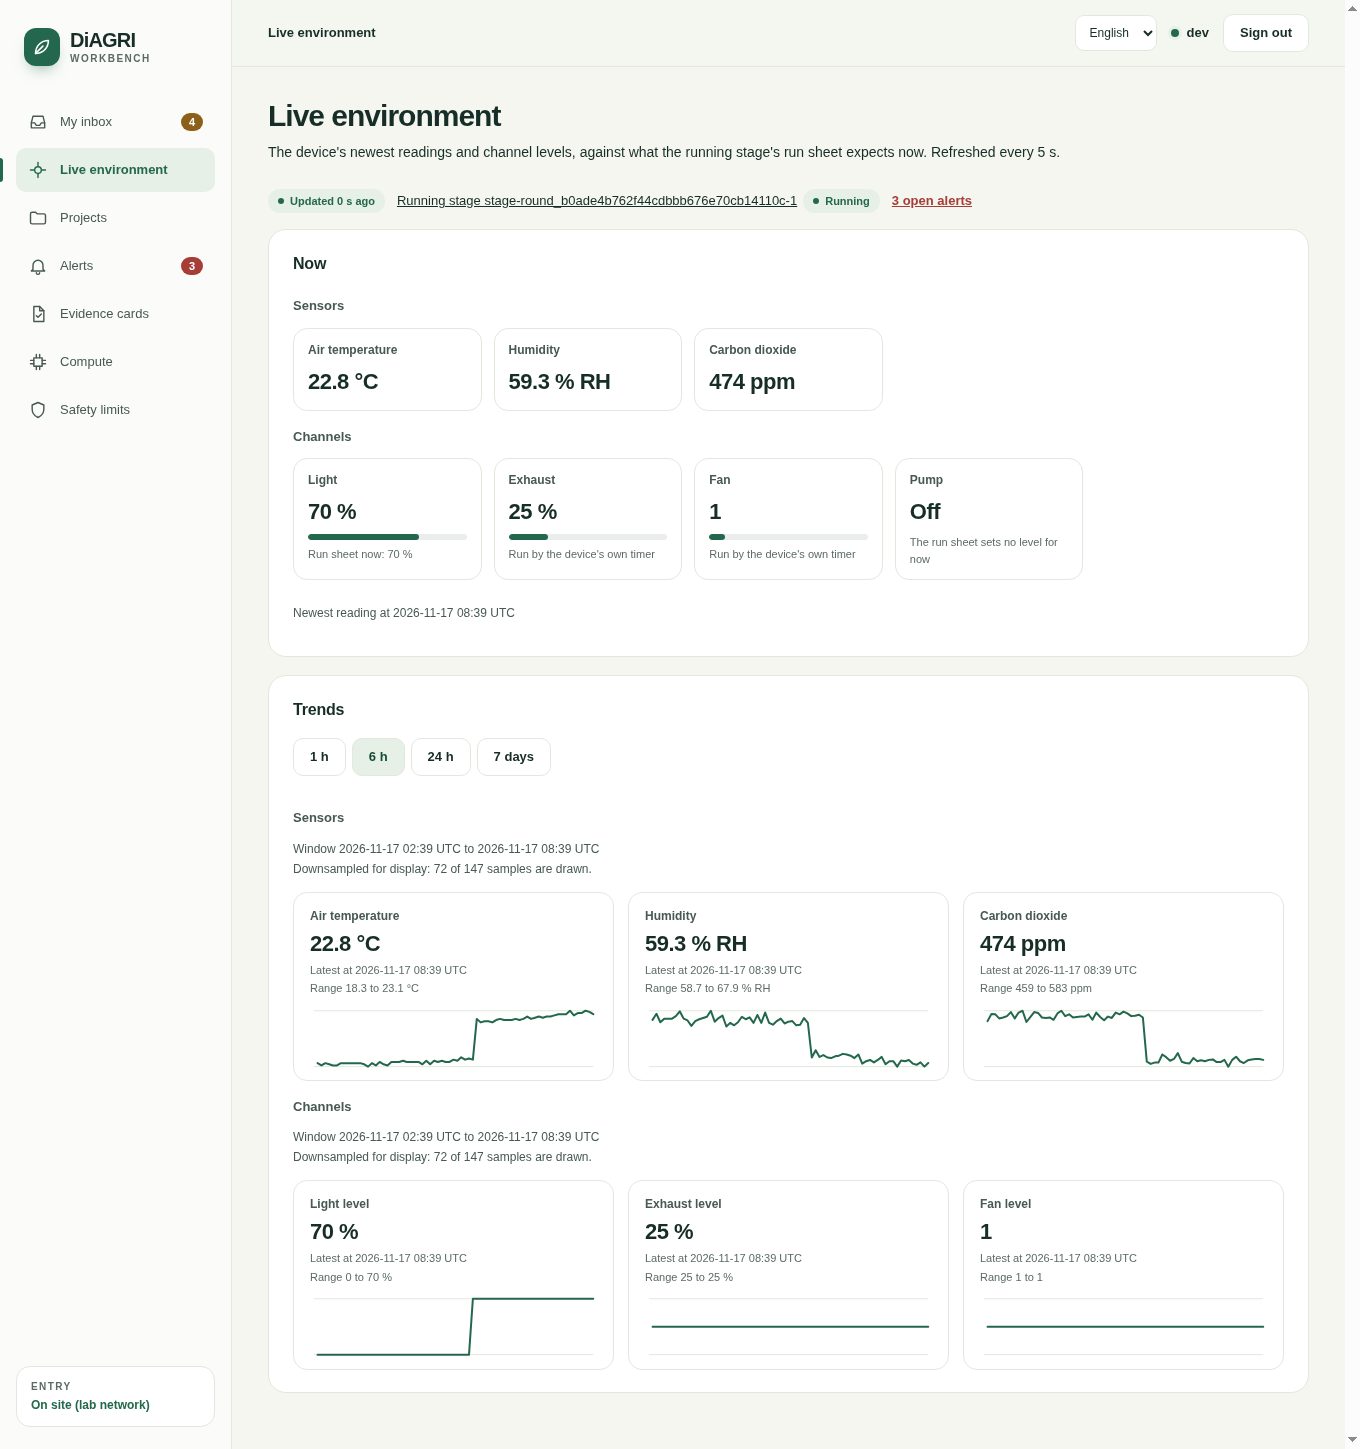 DiAGRI
WORKBENCH
My inbox 4
Live environment
Projects
Alerts 3
Evidence cards
Compute
Safety limits
ENTRY
On site (lab network)
Live environment
English
dev
Sign out
Live environment
The device's newest readings and channel levels, against what the running stage's run sheet expects now. Refreshed every 5 s.
Updated 0 s ago Running stage stage-round_b0ade4b762f44cdbbb676e70cb14110c-1 Running 3 open alerts
Now
Sensors
Air temperature
22.8 °C
Humidity
59.3 % RH
Carbon dioxide
474 ppm
Channels
Light
70 %
Run sheet now: 70 %
Exhaust
25 %
Run by the device's own timer
Fan
1
Run by the device's own timer
Pump
Off
The run sheet sets no level for
now
Newest reading at 2026-11-17 08:39 UTC
Trends
1 h 6 h 24 h 7 days
Sensors
Window 2026-11-17 02:39 UTC to 2026-11-17 08:39 UTC
Downsampled for display: 72 of 147 samples are drawn.
Air temperature
22.8 °C
Latest at 2026-11-17 08:39 UTC
Range 18.3 to 23.1 °C
Humidity
59.3 % RH
Latest at 2026-11-17 08:39 UTC
Range 58.7 to 67.9 % RH
Carbon dioxide
474 ppm
Latest at 2026-11-17 08:39 UTC
Range 459 to 583 ppm
Channels
Window 2026-11-17 02:39 UTC to 2026-11-17 08:39 UTC
Downsampled for display: 72 of 147 samples are drawn.
Light level
70 %
Latest at 2026-11-17 08:39 UTC
Range 0 to 70 %
Exhaust level
25 %
Latest at 2026-11-17 08:39 UTC
Range 25 to 25 %
Fan level
1
Latest at 2026-11-17 08:39 UTC
Range 1 to 1